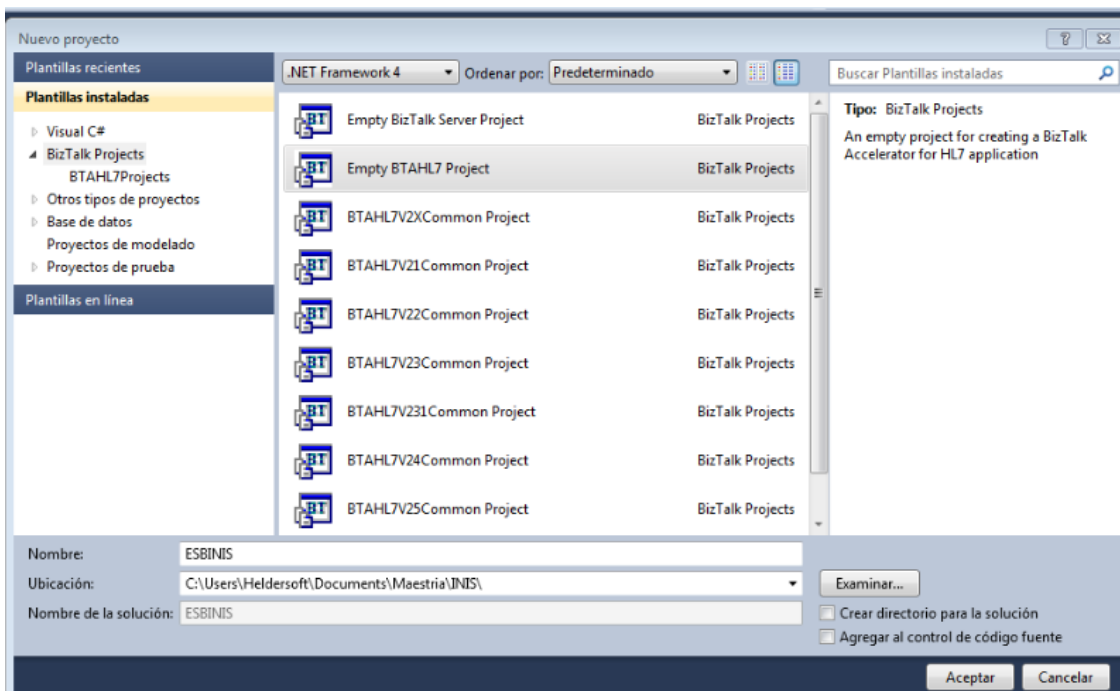 Nuevo proyecto
Plantillas recientes
Plantillas instaladas
Visual C#
BizTalk Projects
BTAHL7Projects
Otros tipos de proyectos
Base de datos
Proyectos de modelado
Proyectos de prueba
Plantillas en línea
.NET Framework 4 Ordenar por: Predeterminado
Empty BizTalk Server Project BizTalk Projects
Empty BTAHL7 Project BizTalk Projects
BTAHL7V2XCommon Project BizTalk Projects
BTAHL7V21Common Project BizTalk Projects
BTAHL7V22Common Project BizTalk Projects
BTAHL7V23Common Project BizTalk Projects
BTAHL7V231Common Project BizTalk Projects
BTAHL7V24Common Project BizTalk Projects
BTAHL7V25Common Project BizTalk Projects
Buscar Plantillas instaladas
Tipo: BizTalk Projects
An empty project for creating a BizTalk
Accelerator for HL7 application
Nombre: ESBINIS
Ubicación: C:\Users\Heldersoft\Documents\Maestria\INIS\ Examinar...
Nombre de la solución: ESBINIS Crear directorio para la solución
Agregar al control de código fuente
Aceptar Cancelar